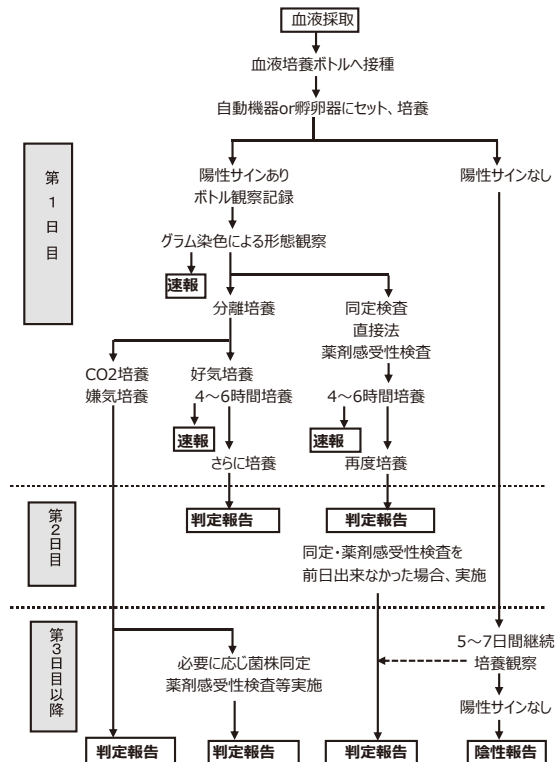 血液採取
血液培養ボトルへ接種
自動機器or孵卵器にセット、培養
第1日目
陽性サインあり
ボトル観察記録
陽性サインなし
グラム染色による形態観察
速報
分離培養
同定検査
直接法
薬剤感受性検査
CO2培養
嫌気培養
好気培養
4～6時間培養
4～6時間培養
速報
速報
さらに培養
再度培養
第2日目
判定報告
判定報告
同定・薬剤感受性検査を
前日出来なかった場合、実施
第3日目以降
必要に応じ菌株同定
薬剤感受性検査等実施
5～7日間継続
培養観察
陽性サインなし
判定報告
判定報告
判定報告
陰性報告